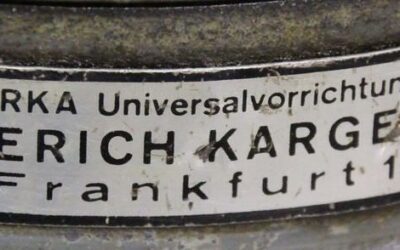 RKA Universalvorrichtun
ERICH KARGE
Frankfurt 1